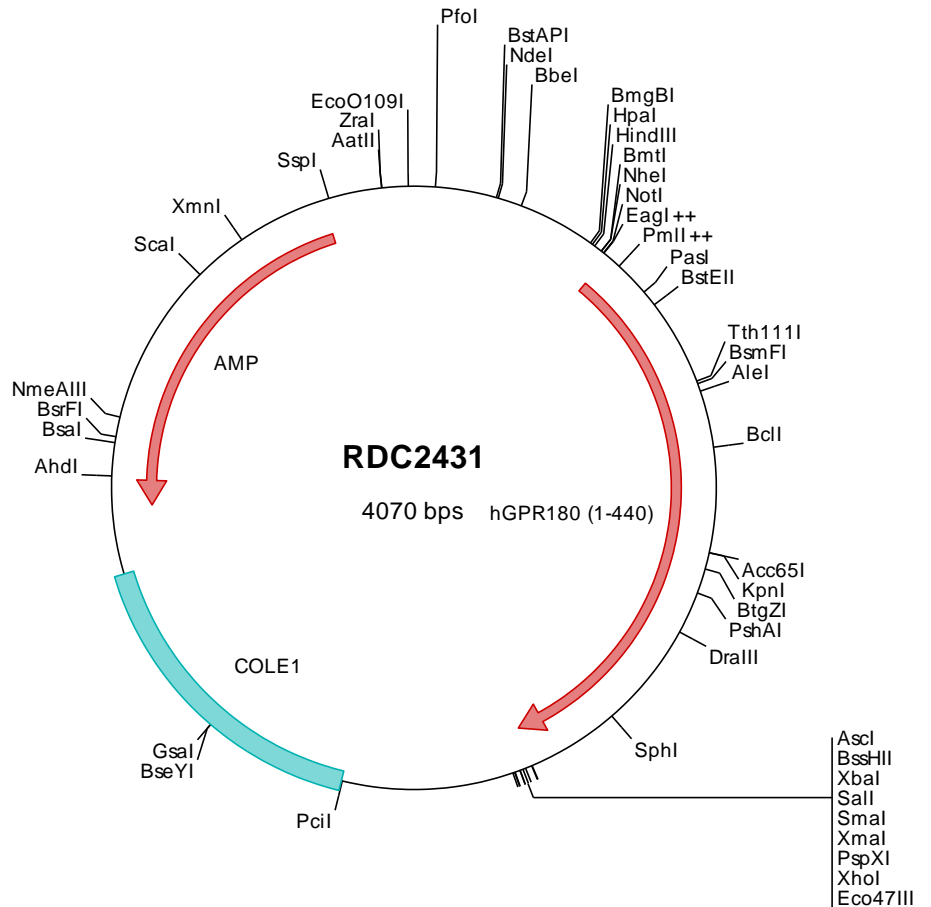 PfoI
BstAPI
NdeI
BbeI
EcoO109I
ZraI
AatII
SspI
XmnI
ScaI
BmgBI
HpaI
HindIII
BmtI
NheI
NotI
EagI ++
PmlI ++
PasI
BstEII
Tth111I
BsmFI
AleI
BclI
AMP
NmeAIII
BsrFI
BsaI
AhdI
RDC2431
4070 bps
hGPR180 (1-440)
Acc65I
KpnI
BtgZI
PshAI
DraIII
COLE1
SphI
GsaI
BseYI
PciI
AscI
BssHII
XbaI
SalI
SmaI
XmaI
PspXI
XhoI
Eco47III